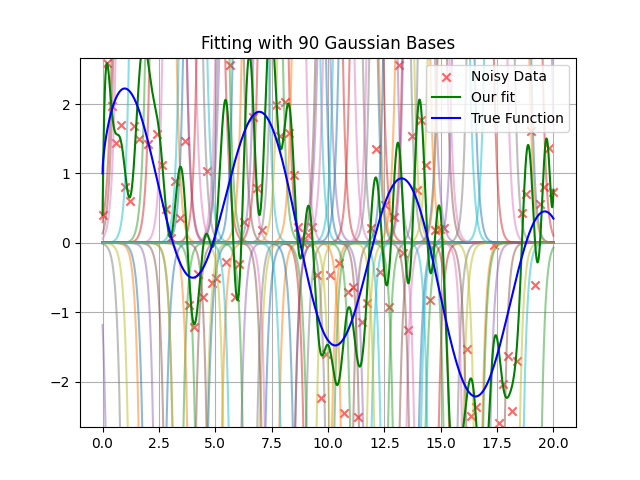 Fitting with 90 Gaussian Bases
Noisy Data
Our fit
True Function
2
1
0
−1
−2
0.0 2.5 5.0 7.5 10.0 12.5 15.0 17.5 20.0